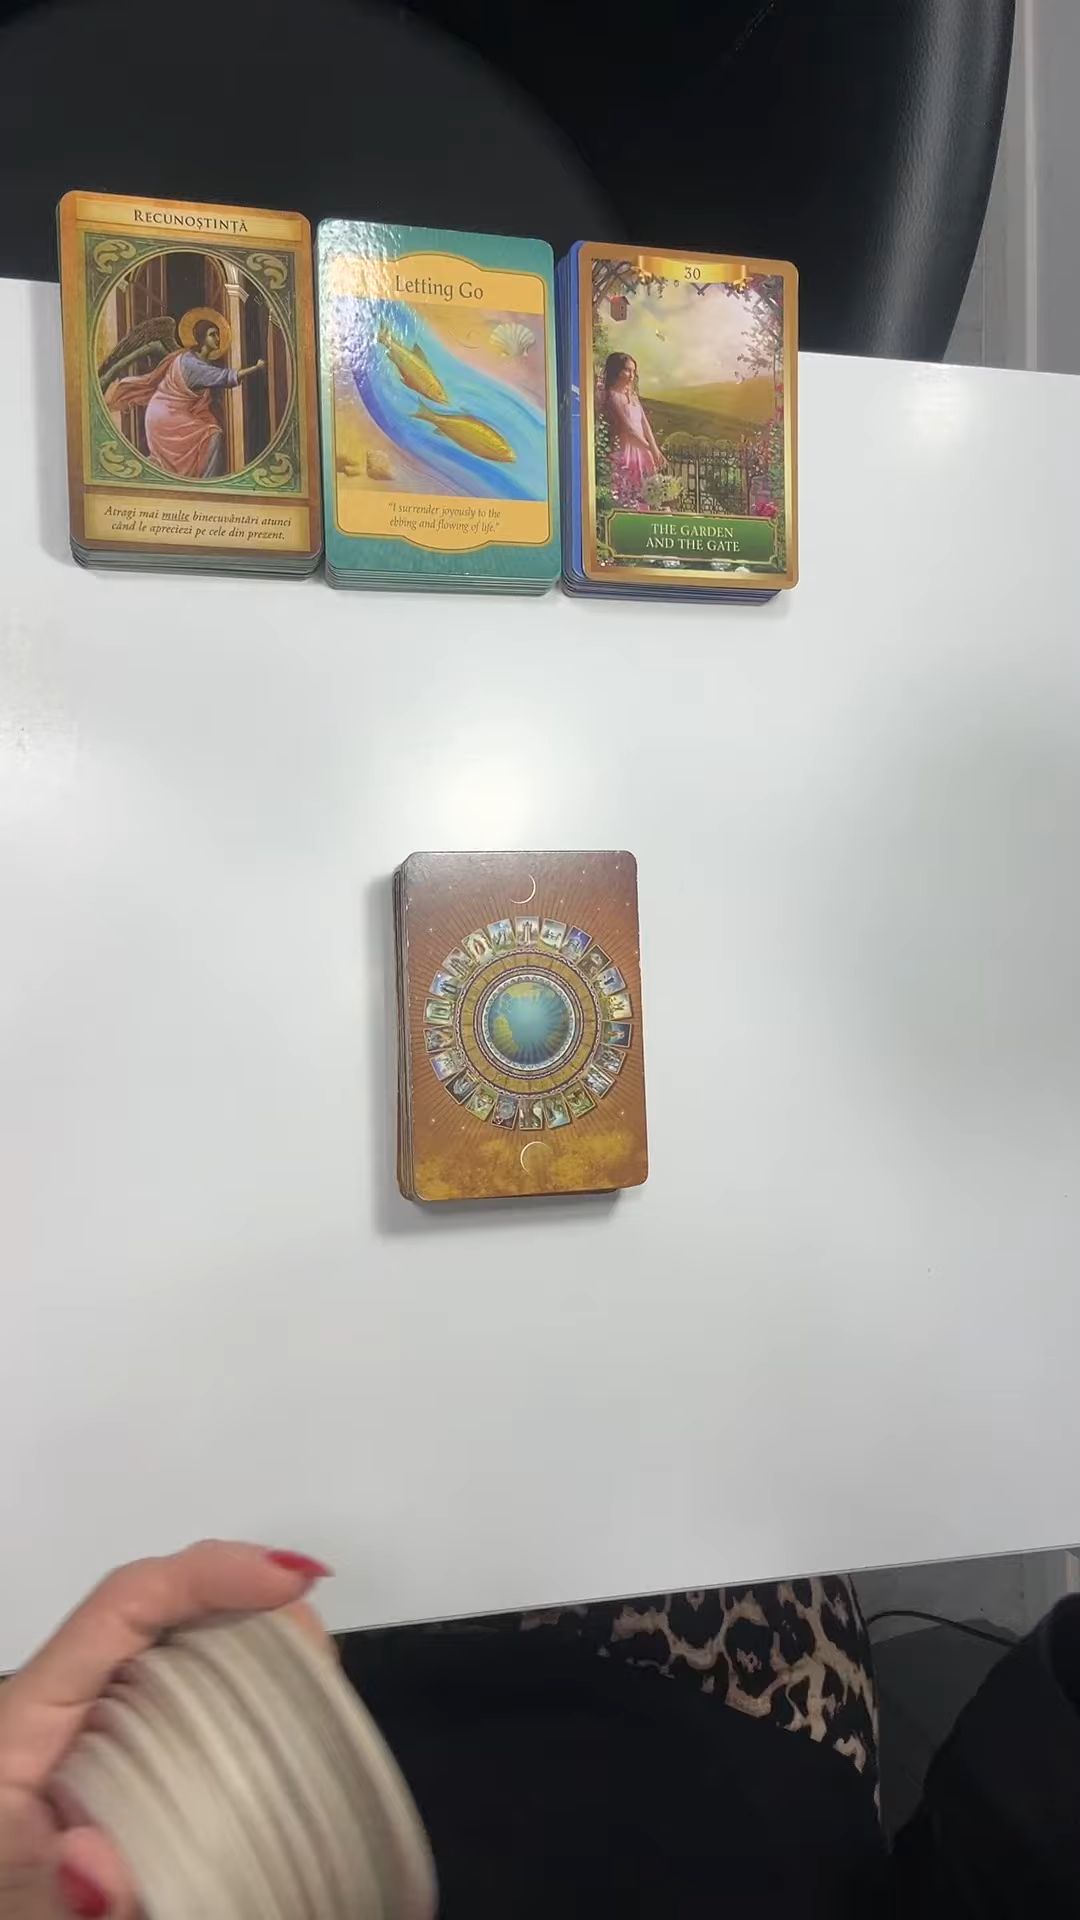 RECUNOȘTINȚĂ
Atragi mai multe binecuvântări atunci
când le apreciezi pe cele din prezent.
Letting Go
"I surrender joyously to the
ebbing and flowing of life."
30
THE GARDEN
AND THE GATE